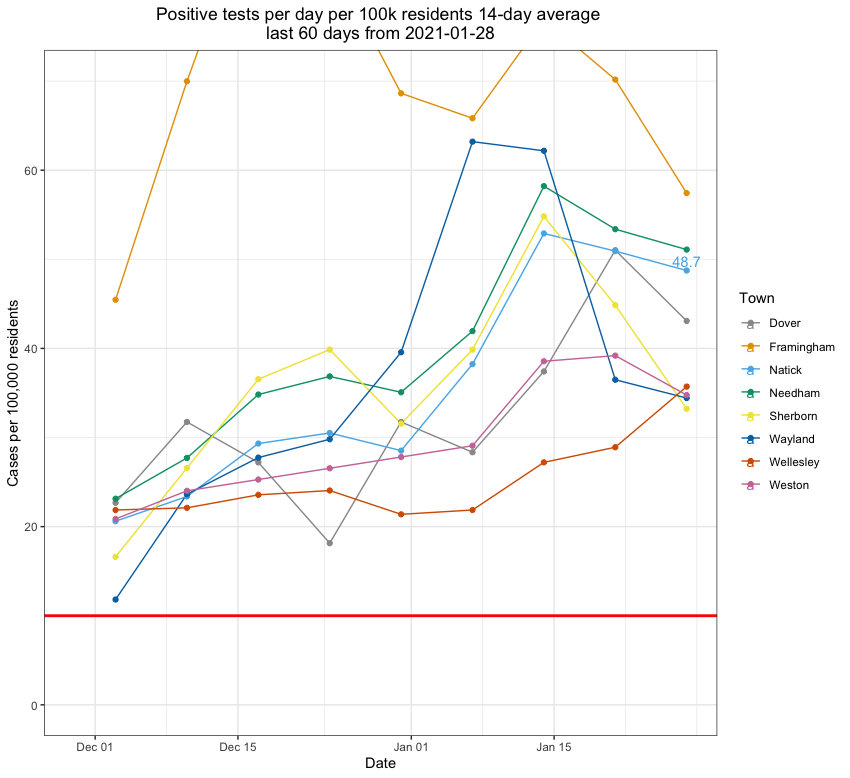 Positive tests per day per 100k residents 14-day average
last 60 days from 2021-01-28
Cases per 100,000 residents
60
40
20
0
48.7
Dec 01
Dec 15
Jan 01
Jan 15
Date
Town
a Dover
a Framingham
a Natick
a Needham
a Sherborn
a Wayland
a Wellesley
a Weston